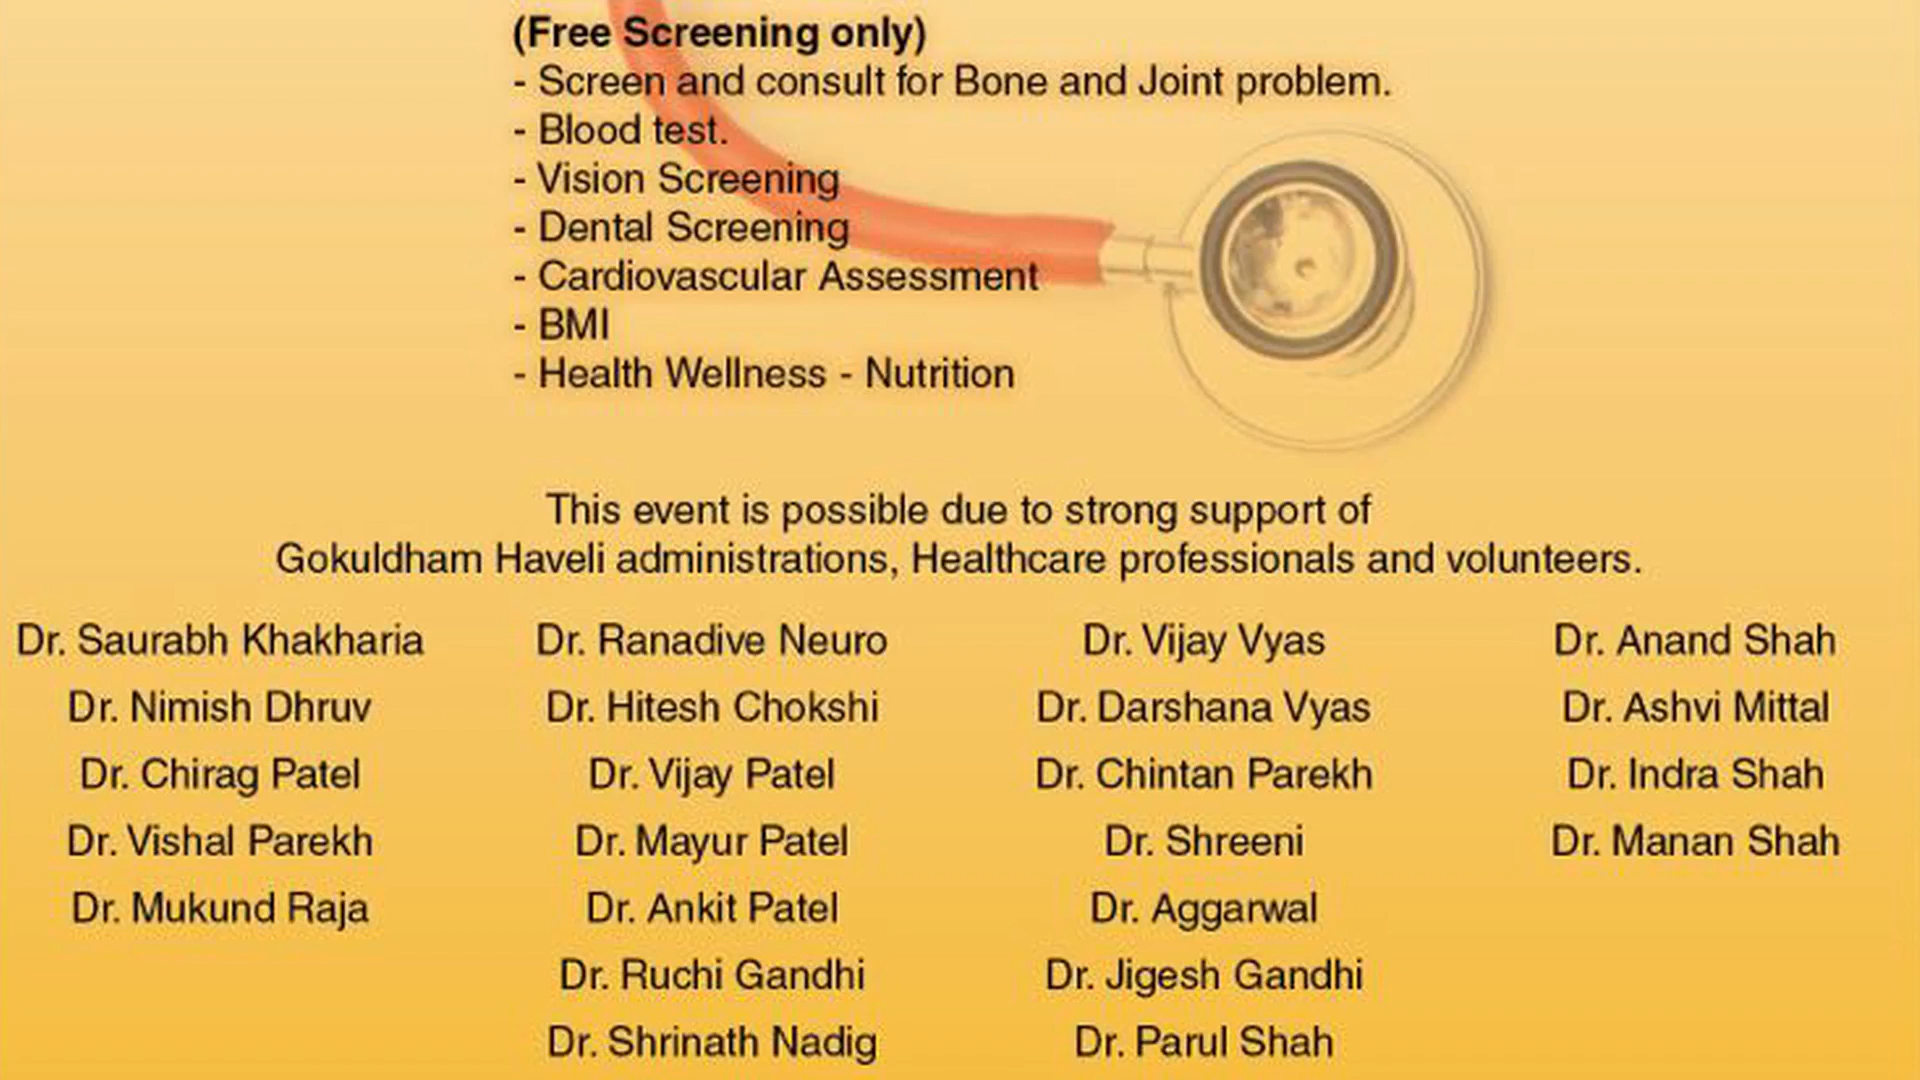 (Free Screening only)
- Screen and consult for Bone and Joint problem.
- Blood test.
- Vision Screening
- Dental Screening
- Cardiovascular Assessment
- BMI
- Health Wellness - Nutrition
This event is possible due to strong support of
Gokuldham Haveli administrations, Healthcare professionals and volunteers.
Dr. Saurabh Khakharia
Dr. Nimish Dhruv
Dr. Chirag Patel
Dr. Vishal Parekh
Dr. Mukund Raja
Dr. Ranadive Neuro
Dr. Hitesh Chokshi
Dr. Vijay Patel
Dr. Mayur Patel
Dr. Ankit Patel
Dr. Ruchi Gandhi
Dr. Shrinath Nadig
Dr. Vijay Vyas
Dr. Darshana Vyas
Dr. Chintan Parekh
Dr. Shreeni
Dr. Aggarwal
Dr. Jigesh Gandhi
Dr. Parul Shah
Dr. Anand Shah
Dr. Ashvi Mittal
Dr. Indra Shah
Dr. Manan Shah